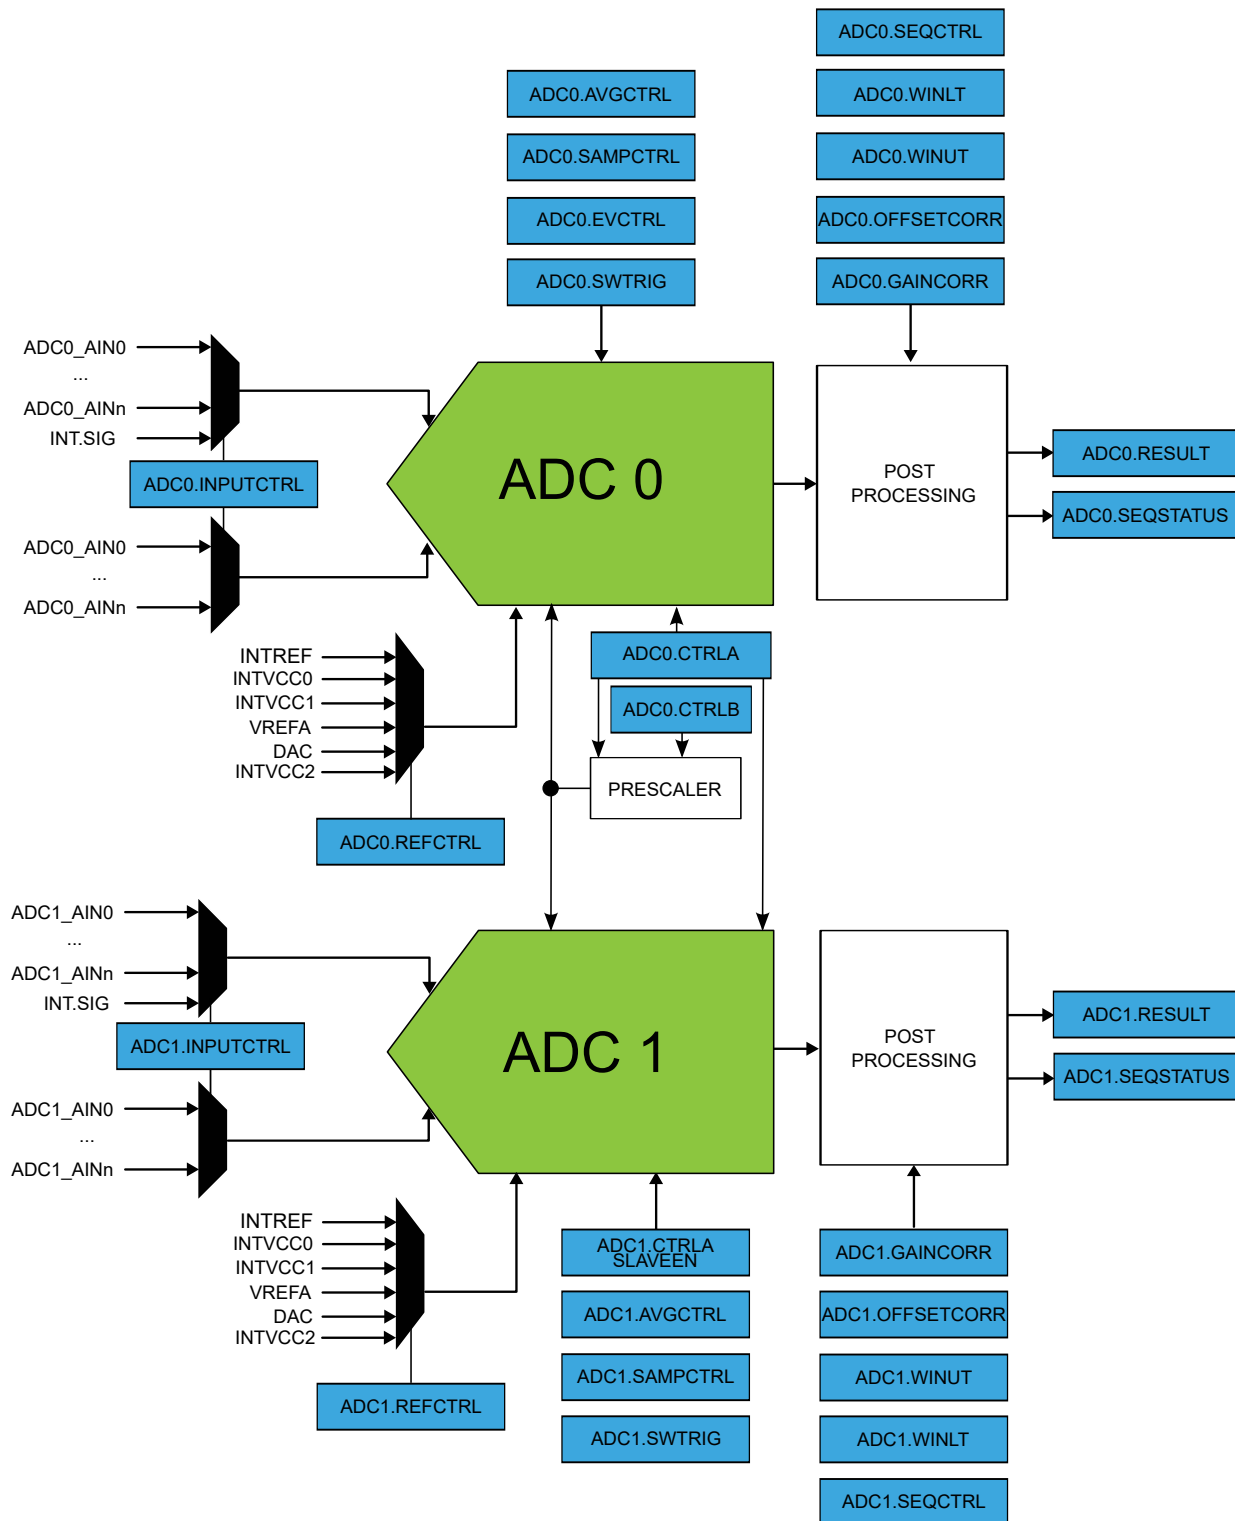 ADC0.SEQCTRL
ADC0.AVGCTRL
ADC0.WINLT
ADC0.SAMPCTRL
ADC0.WINUT
ADC0.EVCTRL
ADC0.OFFSETCORR
ADC0.SWTRIG
ADC0.GAINCORR
ADC0_AIN0
...
ADC0_AINn
INT.SIG
ADC0.INPUTCTRL
ADC0_AIN0
...
ADC0_AINn
ADC 0
POST
PROCESSING
ADC0.RESULT
ADC0.SEQSTATUS
INTREF
INTVCC0
INTVCC1
VREFA
DAC
INTVCC2
ADC0.REFCTRL
ADC0.CTRLA
ADC0.CTRLB
PRESCALER
ADC1_AIN0
...
ADC1_AINn
INT.SIG
ADC1.INPUTCTRL
ADC1_AIN0
...
ADC1_AINn
ADC 1
POST
PROCESSING
ADC1.RESULT
ADC1.SEQSTATUS
INTREF
INTVCC0
INTVCC1
VREFA
DAC
INTVCC2
ADC1.REFCTRL
ADC1.CTRLA
SLAVEEN
ADC1.AVGCTRL
ADC1.SAMPCTRL
ADC1.SWTRIG
ADC1.GAINCORR
ADC1.OFFSETCORR
ADC1.WINUT
ADC1.WINLT
ADC1.SEQCTRL